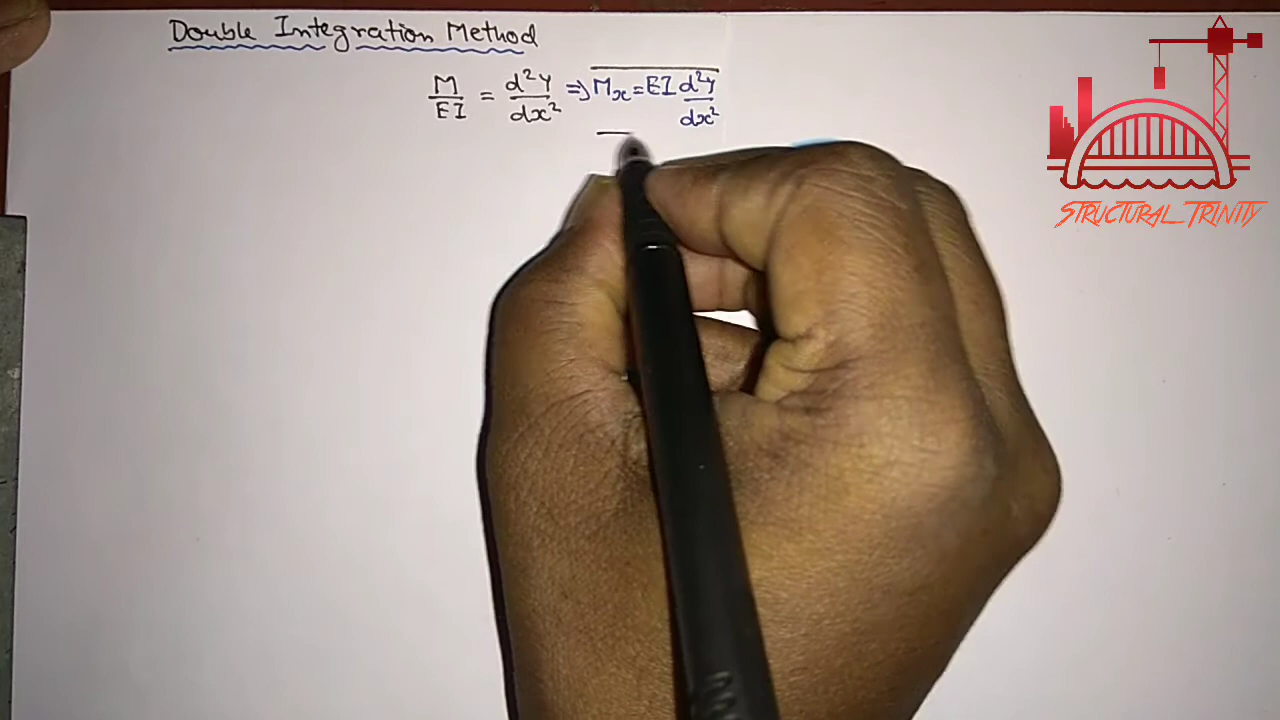 Double Integration Method
M/EI = d²y/dx² => Mx = EI d²y/dx²
STRUCTURAL_TRINITY